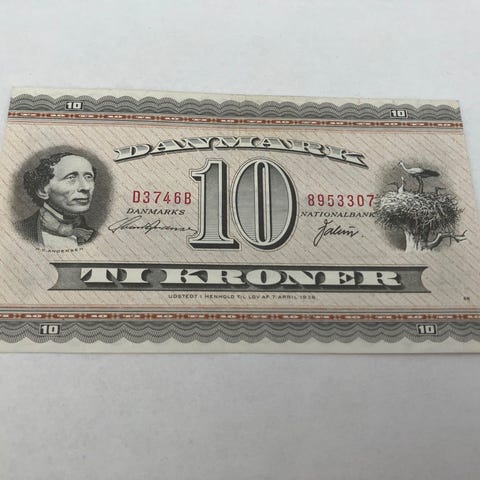 10 10
DANMARK
10
D3746B 8953307
DANMARKS NATIONALBANK
H.C. ANDERSEN
TI KRONER
UDSTEDT I HENHOLD TIL LOV AF 7. APRIL 1936
10 10